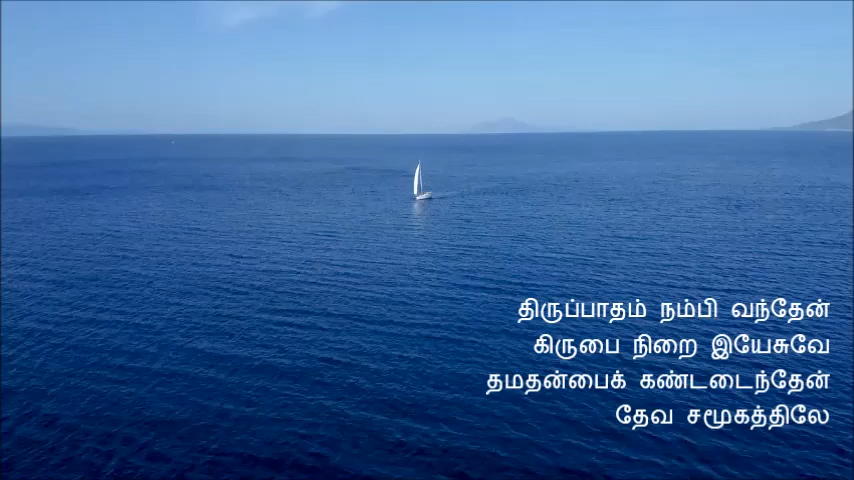 திருப்பாதம் நம்பி வந்தேன்
கிருபை நிறை இயேசுவே
தமதன்பைக் கண்டடைந்தேன்
தேவ சமூகத்திலே